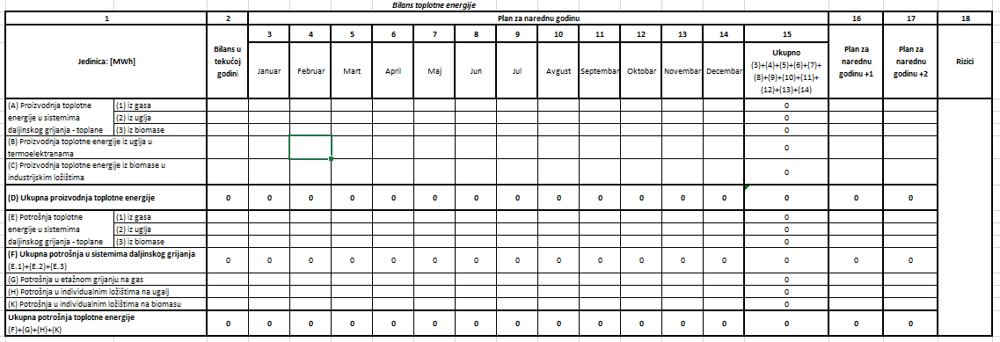 Bilans toplotne energije
1 2 Plan za narednu godinu 16 17 18
3 4 5 6 7 8 9 10 11 12 13 14 15
Jedinica: [MWh]
Bilans u
tekućoj
godini
Januar Februar Mart April Maj Jun Jul Avgust Septembar Oktobar Novembar Decembar
Ukupno
(3)+(4)+(5)+(6)+(7)+
(8)+(9)+(10)+(11)+
(12)+(13)+(14)
Plan za
narednu
godinu +1
Plan za
narednu
godinu +2
Rizici
(A) Proizvodnja toplotne
energije u sistemima
daljinskog grijanja - toplane
(1) iz gasa 0
(2) iz uglja 0
(3) iz biomase 0
(B) Proizvodnja toplotne energije iz uglja u
termoelektranama
0
(C) Proizvodnja toplotne energije iz biomase u
industrijskim ložištima
0
(D) Ukupna proizvodnja toplotne energije 0 0 0 0 0 0 0 0 0 0 0 0 0 0 0 0
(E) Potrošnja toplotne
energije u sistemima
daljinskog grijanja - toplane
(1) iz gasa 0
(2) iz uglja 0
(3) iz biomase 0
(F) Ukupna potrošnja u sistemima daljinskog grijanja
(E.1)+(E.2)+(E.3)
0 0 0 0 0 0 0 0 0 0 0 0 0 0 0 0
(G) Potrošnja u etažnom grijanju na gas 0
(H) Potrošnja u individualnim ložištima na ugalj 0
(K) Potrošnja u individualnim ložištima na biomasu 0
Ukupna potrošnja toplotne energije
(F)+(G)+(H)+(K)
0 0 0 0 0 0 0 0 0 0 0 0 0 0 0 0